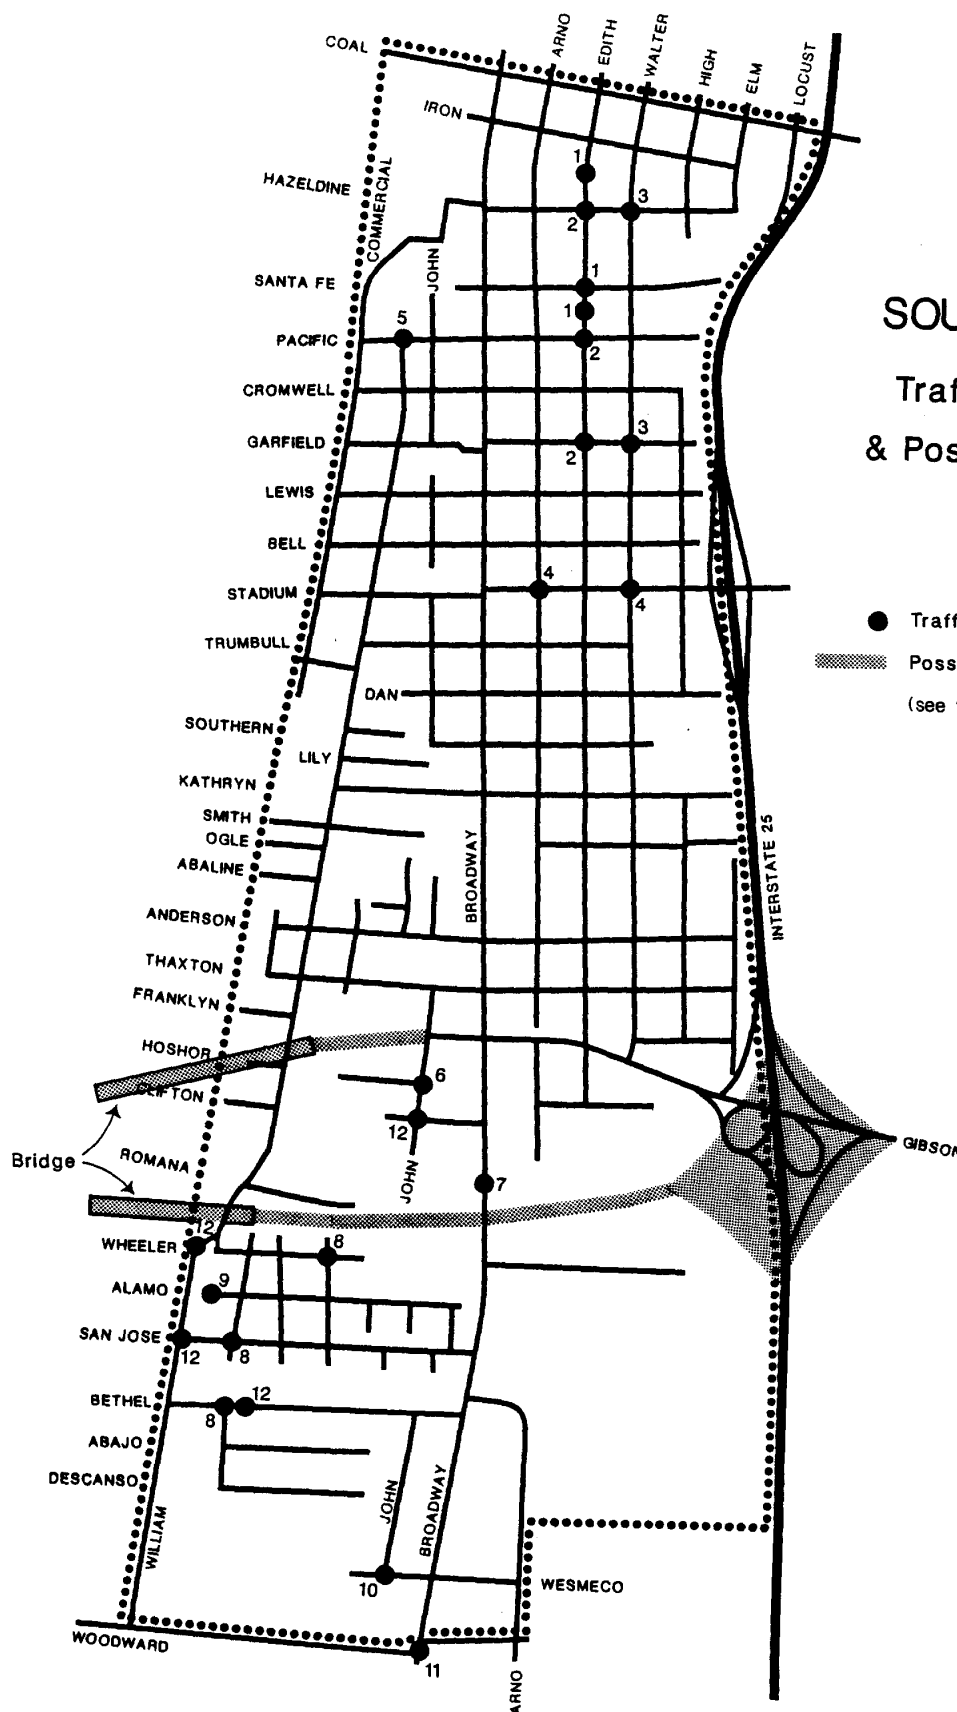 COAL
ARNO
EDITH
WALTER
HIGH
ELM
LOCUST
IRON
1
HAZELDINE
COMMERCIAL
3
2
JOHN
SANTA FE
1
1
5
PACIFIC
2
SOU
CROMWELL
Traf
GARFIELD
3
2
& Pos
LEWIS
BELL
4
STADIUM
4
Traff
TRUMBULL
Poss
DAN
(see
SOUTHERN
LILY
KATHRYN
SMITH
OGLE
ABALINE
BROADWAY
INTERSTATE 25
ANDERSON
THAXTON
FRANKLYN
HOSHOR
6
CLIFTON
12
GIBSON
Bridge
ROMANA
JOHN
7
12
WHEELER
8
ALAMO
9
SAN JOSE
12
8
BETHEL
12
8
ABAJO
DESCANSO
JOHN
BROADWAY
WILLIAM
10
WESMECO
WOODWARD
11
ARNO